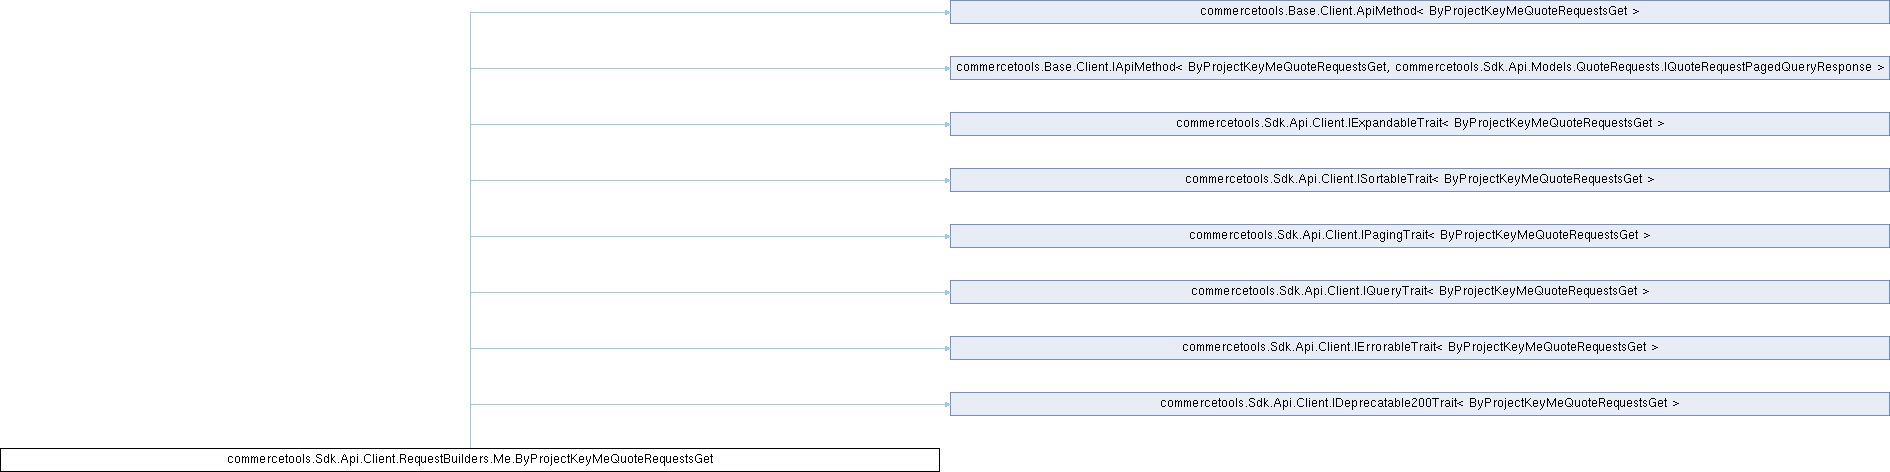 commercetools.Base.Client.ApiMethod< ByProjectKeyMeQuoteRequestsGet >
commercetools.Base.Client.IApiMethod< ByProjectKeyMeQuoteRequestsGet, commercetools.Sdk.Api.Models.QuoteRequests.IQuoteRequestPagedQueryResponse >
commercetools.Sdk.Api.Client.IExpandableTrait< ByProjectKeyMeQuoteRequestsGet >
commercetools.Sdk.Api.Client.ISortableTrait< ByProjectKeyMeQuoteRequestsGet >
commercetools.Sdk.Api.Client.IPagingTrait< ByProjectKeyMeQuoteRequestsGet >
commercetools.Sdk.Api.Client.IQueryTrait< ByProjectKeyMeQuoteRequestsGet >
commercetools.Sdk.Api.Client.IErrorableTrait< ByProjectKeyMeQuoteRequestsGet >
commercetools.Sdk.Api.Client.IDeprecatable200Trait< ByProjectKeyMeQuoteRequestsGet >
commercetools.Sdk.Api.Client.RequestBuilders.Me.ByProjectKeyMeQuoteRequestsGet